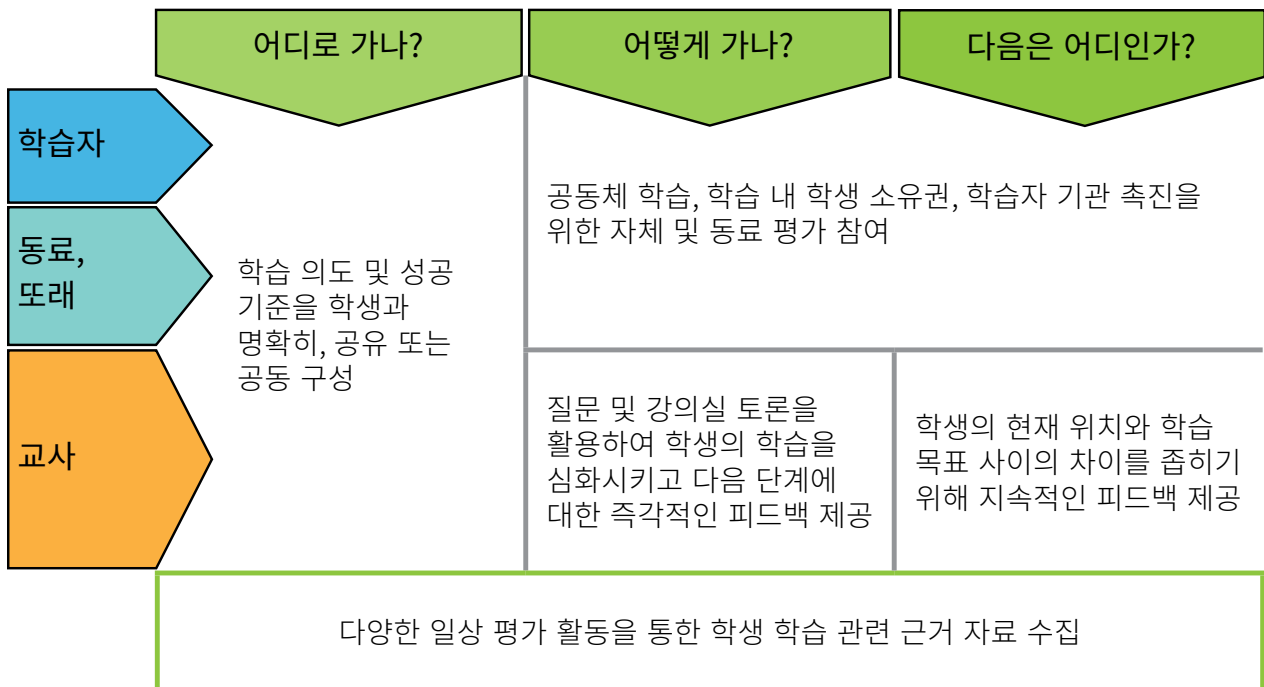 어디로 가나?
어떻게 가나?
다음은 어디인가?
학습자
동료,
또래
교사
학습 의도 및 성공
기준을 학생과
명확히, 공유 또는
공동 구성
공동체 학습, 학습 내 학생 소유권, 학습자 기관 촉진을
위한 자체 및 동료 평가 참여
질문 및 강의실 토론을
활용하여 학생의 학습을
심화시키고 다음 단계에
대한 즉각적인 피드백 제공
학생의 현재 위치와 학습
목표 사이의 차이를 좁히기
위해 지속적인 피드백 제공
다양한 일상 평가 활동을 통한 학생 학습 관련 근거 자료 수집